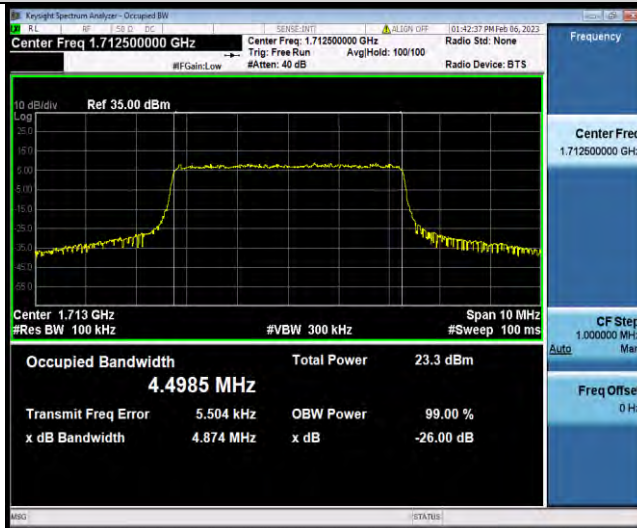 Keysight Spectrum Analyzer - Occupied BW
RL RF 50 Ω DC SENSE:INT ALIGN OFF 01:42:37 PM Feb 06, 2023
Center Freq 1.712500000 GHz
Center Freq: 1.712500000 GHz
Radio Std: None
Trig: Free Run Avg|Hold: 100/100
#IFGain:Low
#Atten: 40 dB
Radio Device: BTS
10 dB/div Ref 35.00 dBm
Log
25.0
15.0
5.00
-5.00
-15.0
-25.0
-35.0
-45.0
-55.0
Center 1.713 GHz Span 10 MHz
#Res BW 100 kHz #VBW 300 kHz #Sweep 100 ms
Occupied Bandwidth Total Power 23.3 dBm
4.4985 MHz
Transmit Freq Error 5.504 kHz OBW Power 99.00 %
x dB Bandwidth 4.874 MHz x dB -26.00 dB
MSG STATUS
Frequency
Center Freq
1.712500000 GHz
CF Step
1.000000 MHz
Auto Man
Freq Offset
0 Hz